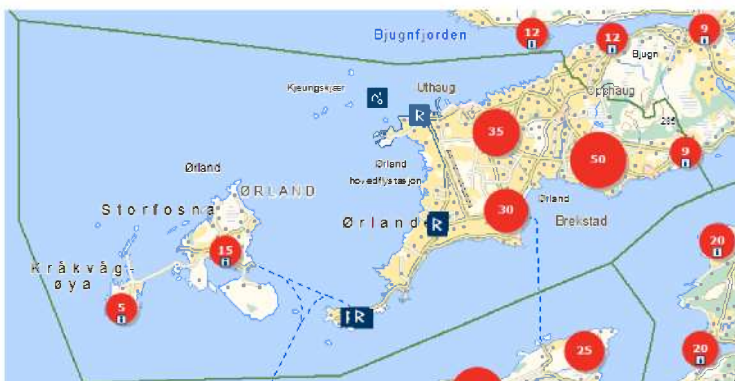 12
Bjugnfjorden
12
9
Bjugn
Kjeungskjær
Uthaug
Opphaug
R
35
285
50
9
Ørland
Ørland
hovedflystasjon
ØRLAND
Storfosna
Ørland
R
30
Ørland
Brekstad
15
20
Kråkvåg-
øya
5
R
25
20